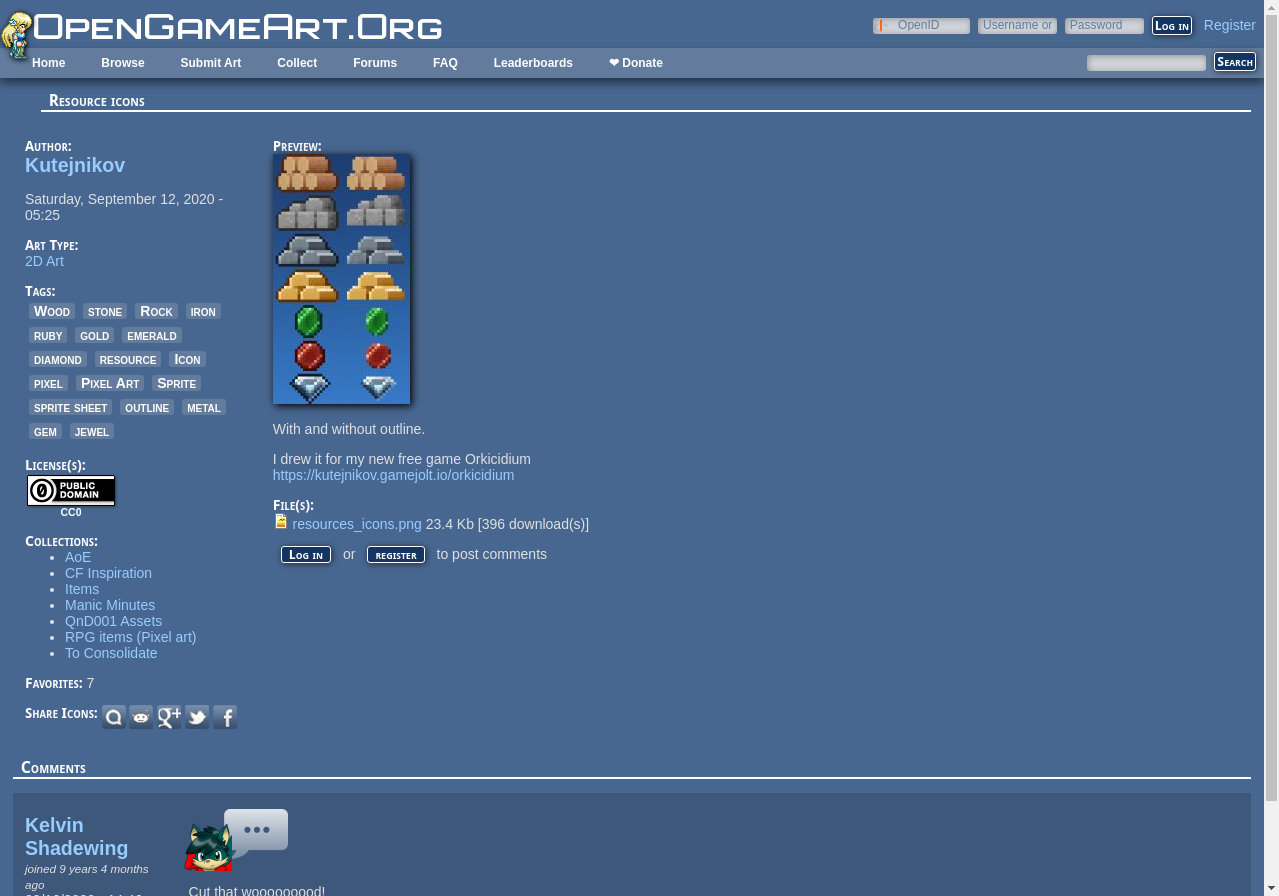 OpenGameArt.Org
OpenID Username or Password Log in Register
Home Browse Submit Art Collect Forums FAQ Leaderboards ❤ Donate Search
Resource icons
Author:
Kutejnikov
Saturday, September 12, 2020 -
05:25
Art Type:
2D Art
Tags:
Wood stone Rock iron
ruby gold emerald
diamond resource Icon
pixel Pixel Art Sprite
sprite sheet outline metal
gem jewel
License(s):
PUBLIC
DOMAIN
CC0
Collections:
AoE
CF Inspiration
Items
Manic Minutes
QnD001 Assets
RPG items (Pixel art)
To Consolidate
Favorites: 7
Share Icons:
Preview:
With and without outline.
I drew it for my new free game Orkicidium
https://kutejnikov.gamejolt.io/orkicidium
File(s):
resources_icons.png 23.4 Kb [396 download(s)]
Log in or register to post comments
Comments
Kelvin
Shadewing
joined 9 years 4 months
ago
Cut that wooooooood!